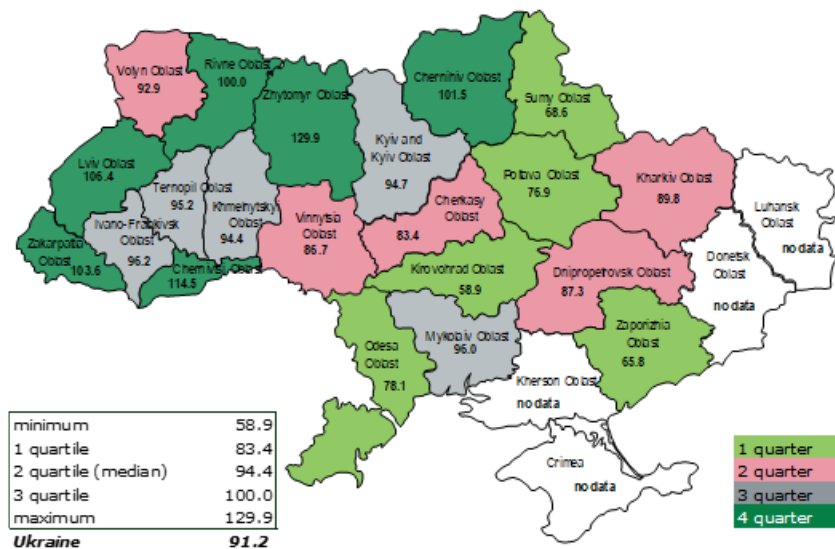 Volyn Oblast
92.9
Rivne Oblast
100.0
Zhytomyr Oblast
129.9
Kyiv and
Kyiv Oblast
94.7
Chernihiv Oblast
101.5
Sumy Oblast
68.6
Lviv Oblast
106.4
Ternopil Oblast
95.2
Khmelnytskyi
Oblast
94.4
Ivano-Frankivsk
Oblast
96.2
Zakarpattia
Oblast
103.6
Chernivtsi Oblast
114.5
Vinnytsia
Oblast
86.7
Cherkasy
Oblast
83.4
Poltava Oblast
76.9
Kharkiv Oblast
89.8
Luhansk
Oblast
no data
Donetsk
Oblast
no data
Kirovohrad Oblast
58.9
Dnipropetrovsk Oblast
87.3
Zaporizhia
Oblast
65.8
Odesa
Oblast
78.1
Mykolaiv Oblast
96.0
Kherson Oblast
no data
Crimea
no data
minimum 58.9
1 quartile 83.4
2 quartile (median) 94.4
3 quartile 100.0
maximum 129.9
Ukraine 91.2
1 quarter
2 quarter
3 quarter
4 quarter